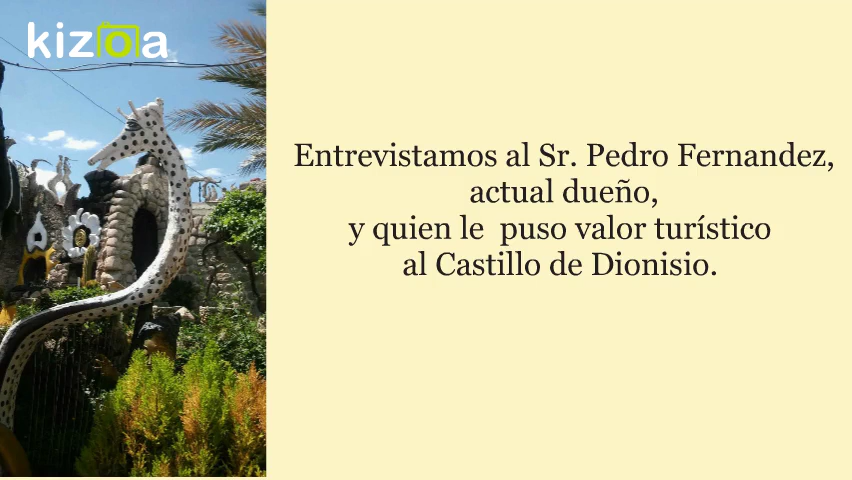 kizoa
Entrevistamos al Sr. Pedro Fernandez,
actual dueño,
y quien le  puso valor turístico
al Castillo de Dionisio.